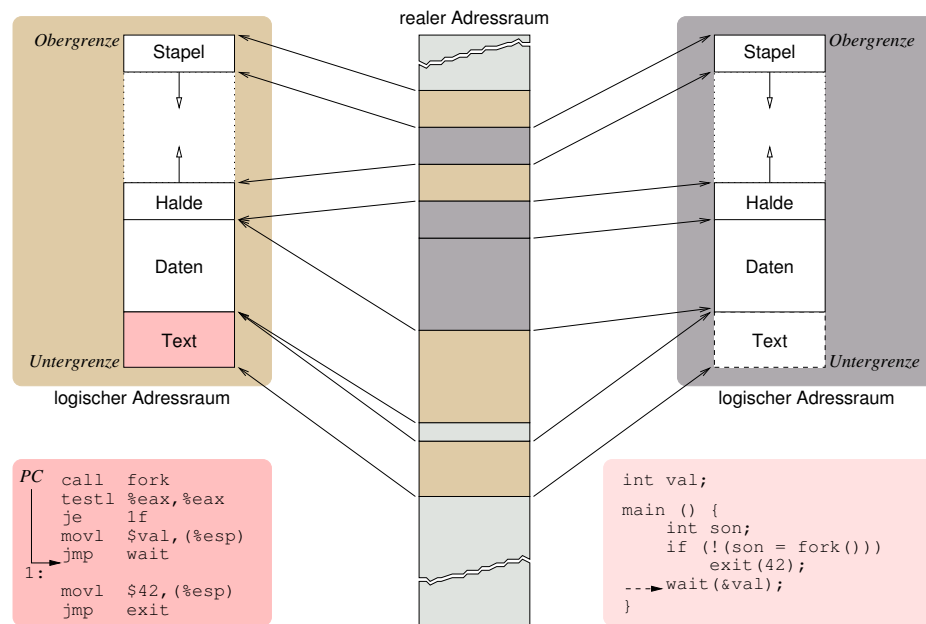 realer Adressraum
Obergrenze
Stapel
Halde
Daten
Text
Untergrenze
logischer Adressraum
Obergrenze
Stapel
Halde
Daten
Text
Untergrenze
logischer Adressraum
PC
call fork
testl %eax,%eax
je 1f
movl $val,(%esp)
jmp wait
1:
movl $42,(%esp)
jmp exit
int val;
main () {
int son;
if (!(son = fork()))
exit(42);
wait(&val);
}